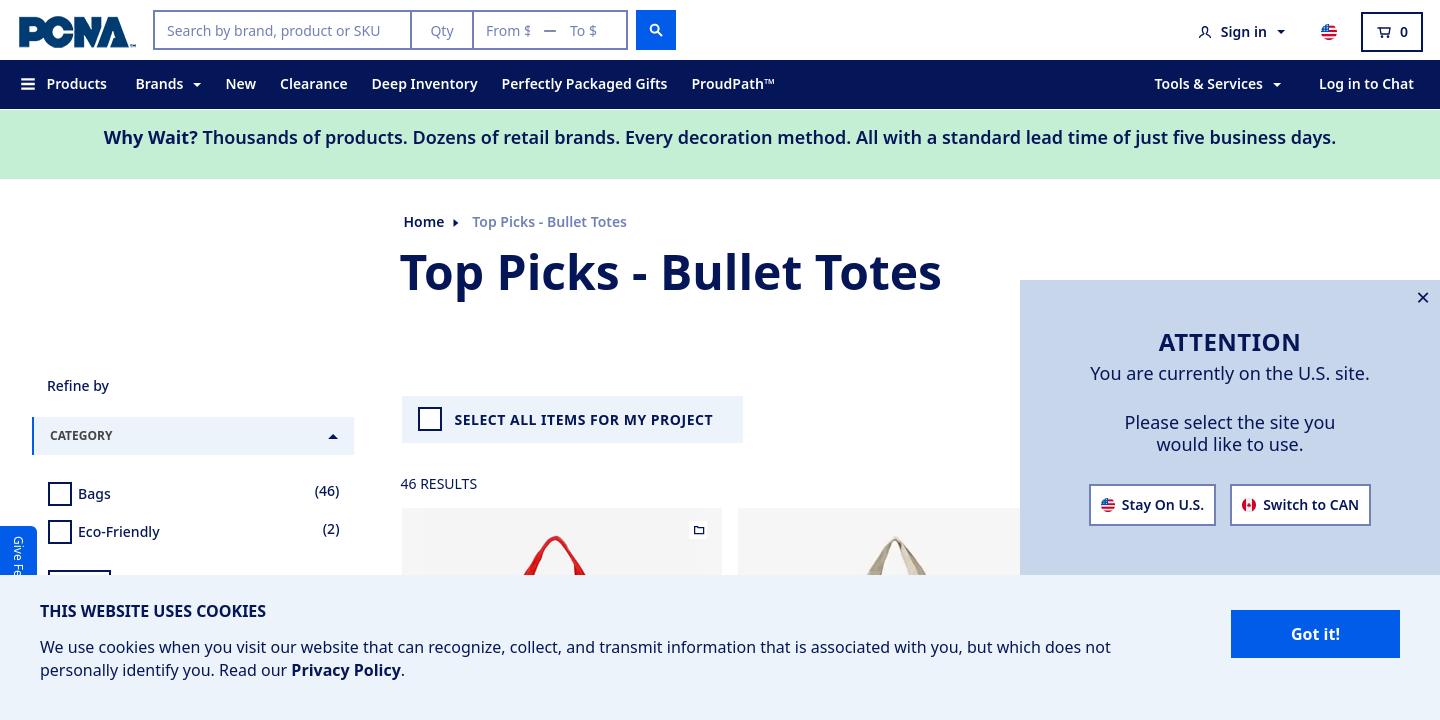 PCNA™
Search by brand, product or SKU
Qty
From $
To $
Sign in
0
Products
Brands
New
Clearance
Deep Inventory
Perfectly Packaged Gifts
ProudPath™
Tools & Services
Log in to Chat
Why Wait? Thousands of products. Dozens of retail brands. Every decoration method. All with a standard lead time of just five business days.
Home
Top Picks - Bullet Totes
Top Picks - Bullet Totes
ATTENTION
You are currently on the U.S. site.
Please select the site you
would like to use.
Stay On U.S.
Switch to CAN
Refine by
CATEGORY
SELECT ALL ITEMS FOR MY PROJECT
46 RESULTS
Bags
(46)
Eco-Friendly
(2)
Give Fe
THIS WEBSITE USES COOKIES
We use cookies when you visit our website that can recognize, collect, and transmit information that is associated with you, but which does not
personally identify you. Read our Privacy Policy.
Got it!